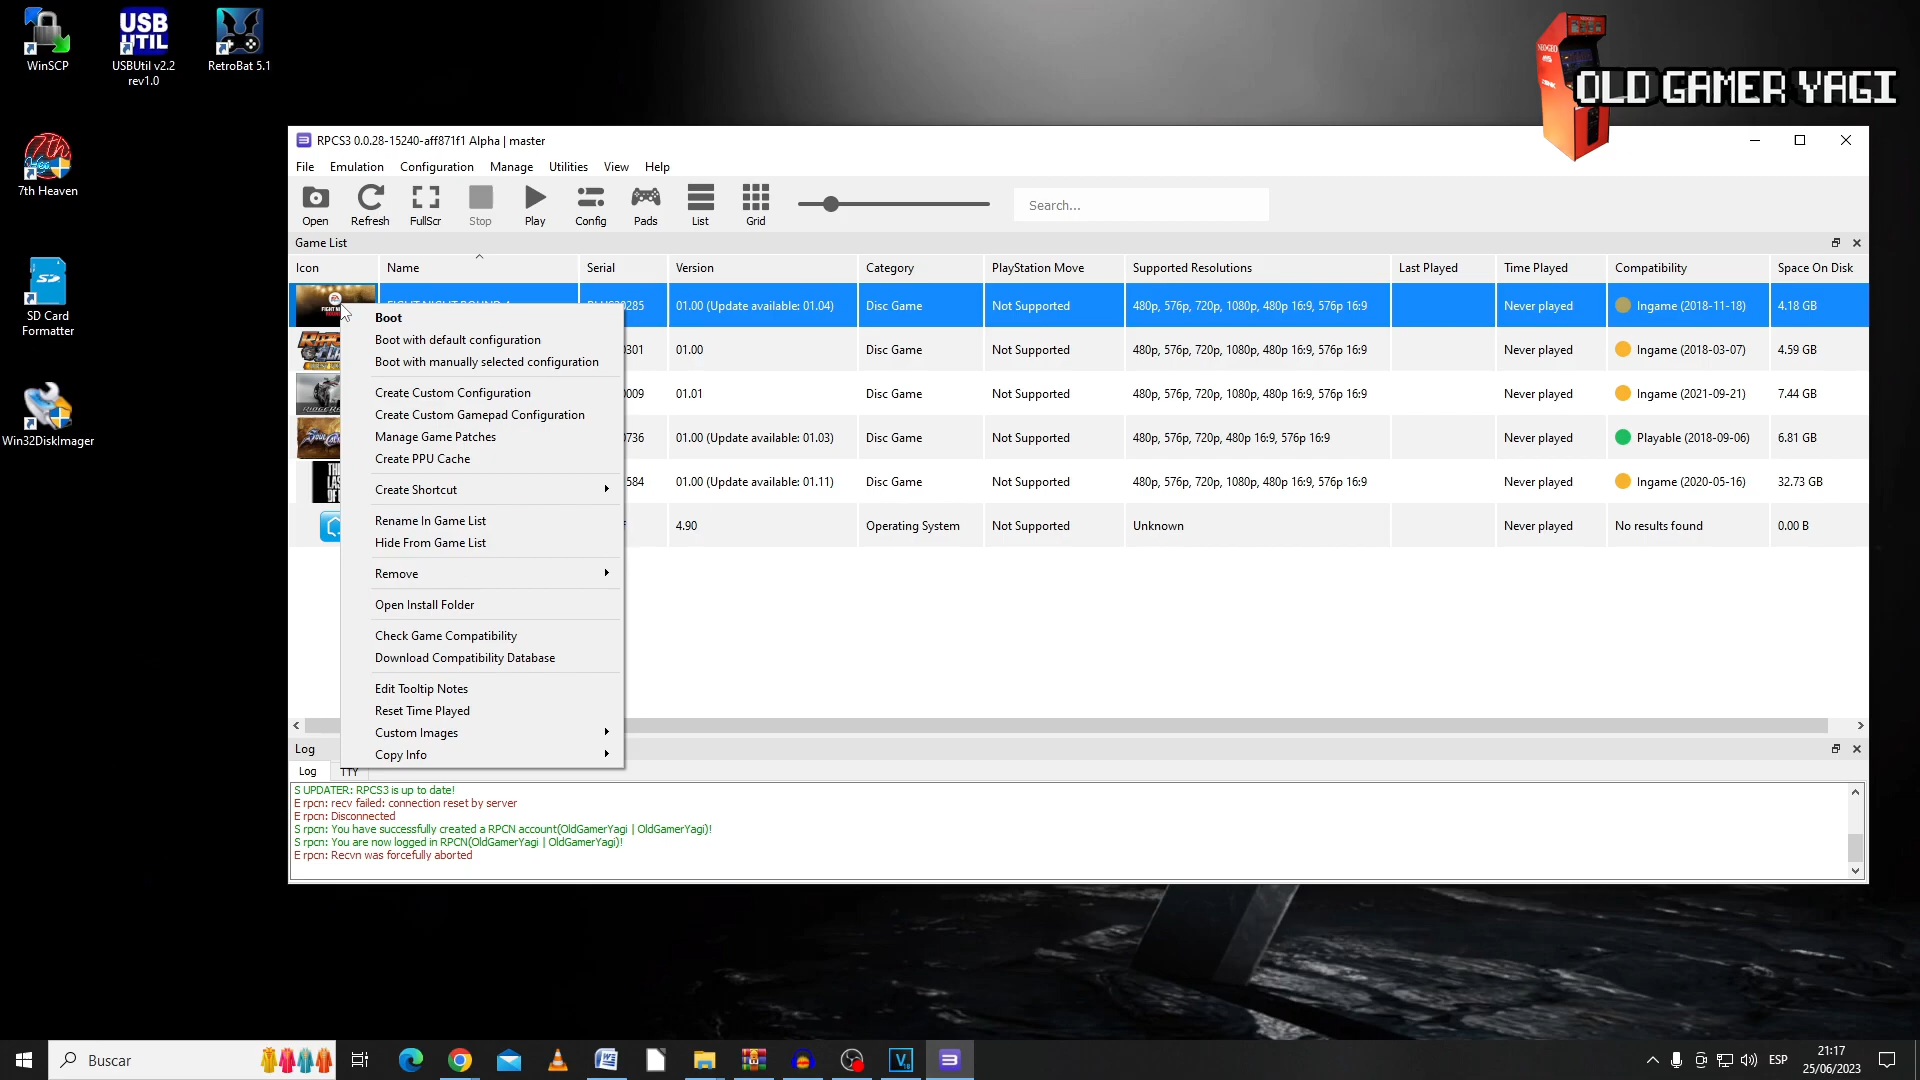 WinSCP
USBUtil v2.2
rev1.0
RetroBat 5.1
7th Heaven
SD Card
Formatter
Win32DiskImager
USB
UTIL
7th
OLD GAMER YAGI
RPCS3 0.0.28-15240-aff871f1 Alpha | master
File Emulation Configuration Manage Utilities View Help
Open Refresh FullScr Stop Play Config Pads List Grid Search...
Game List
Icon Name Serial Version Category PlayStation Move Supported Resolutions Last Played Time Played Compatibility Space On Disk
0285 01.00 (Update available: 01.04) Disc Game Not Supported 480p, 576p, 720p, 1080p, 480p 16:9, 576p 16:9 Never played Ingame (2018-11-18) 4.18 GB
0301 01.00 Disc Game Not Supported 480p, 576p, 720p, 1080p, 480p 16:9, 576p 16:9 Never played Ingame (2018-03-07) 4.59 GB
0009 01.01 Disc Game Not Supported 480p, 576p, 720p, 1080p, 480p 16:9, 576p 16:9 Never played Ingame (2021-09-21) 7.44 GB
0736 01.00 (Update available: 01.03) Disc Game Not Supported 480p, 576p, 480p 16:9, 576p 16:9 Never played Playable (2018-09-06) 6.81 GB
584 01.00 (Update available: 01.11) Disc Game Not Supported 480p, 576p, 720p, 1080p, 480p 16:9, 576p 16:9 Never played Ingame (2020-05-16) 32.73 GB
4.90 Operating System Not Supported Unknown Never played No results found 0.00 B
Boot
Boot with default configuration
Boot with manually selected configuration
Create Custom Configuration
Create Custom Gamepad Configuration
Manage Game Patches
Create PPU Cache
Create Shortcut
Rename In Game List
Hide From Game List
Remove
Open Install Folder
Check Game Compatibility
Download Compatibility Database
Edit Tooltip Notes
Reset Time Played
Custom Images
Copy Info
Log
Log TTY
S UPDATER: RPCS3 is up to date!
E rpcn: recv failed: connection reset by server
E rpcn: Disconnected
S rpcn: You have successfully created a RPCN account(OldGamerYagi | OldGamerYagi)!
S rpcn: You are now logged in RPCN(OldGamerYagi | OldGamerYagi)!
E rpcn: Recvn was forcefully aborted
Buscar
ESP
21:17
25/06/2023